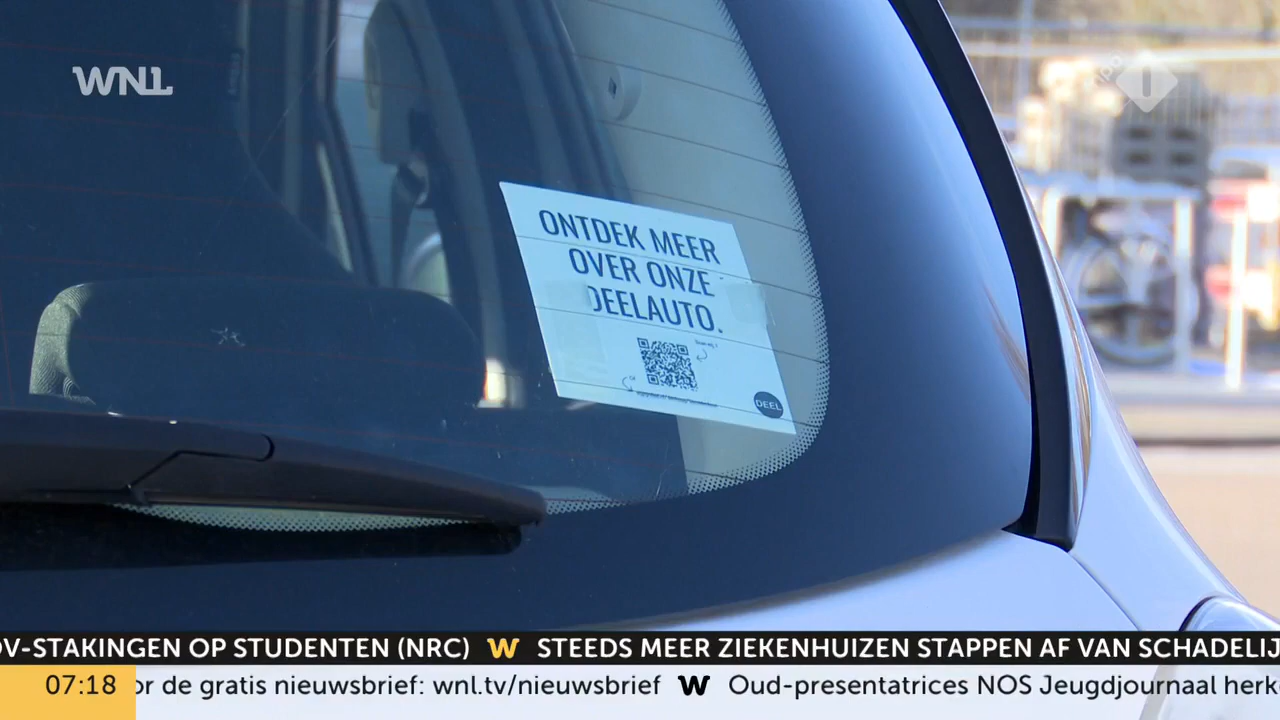 WNL
ONTDEK MEER
OVER ONZE
DEELAUTO.
DEEL
OV-STAKINGEN OP STUDENTEN (NRC) W STEEDS MEER ZIEKENHUIZEN STAPPEN AF VAN SCHADELIJ
07:18 or de gratis nieuwsbrief: wnl.tv/nieuwsbrief W Oud-presentatrices NOS Jeugdjournaal herk